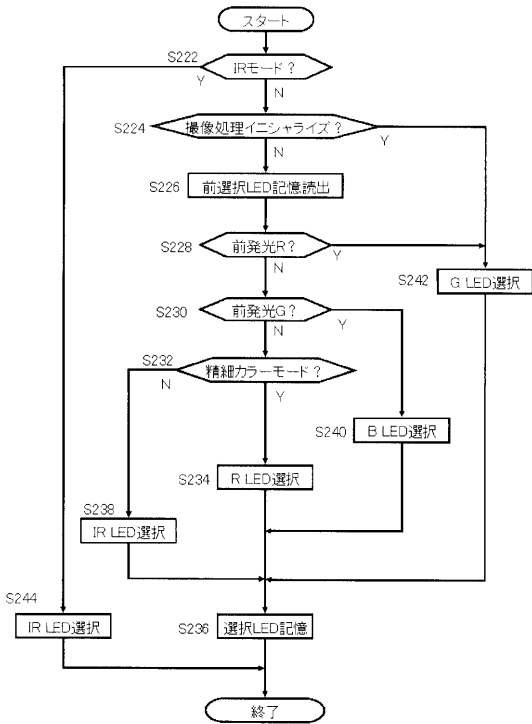 スタート
S222
IRモード？
Y
N
S224
撮像処理イニシャライズ？
Y
N
S226
前選択LED記憶読出
S228
前発光R？
Y
N
S242
G LED選択
S230
前発光G？
Y
N
S232
精細カラーモード？
N
Y
S240
B LED選択
S234
R LED選択
S238
IR LED選択
S244
IR LED選択
S236
選択LED記憶
終了